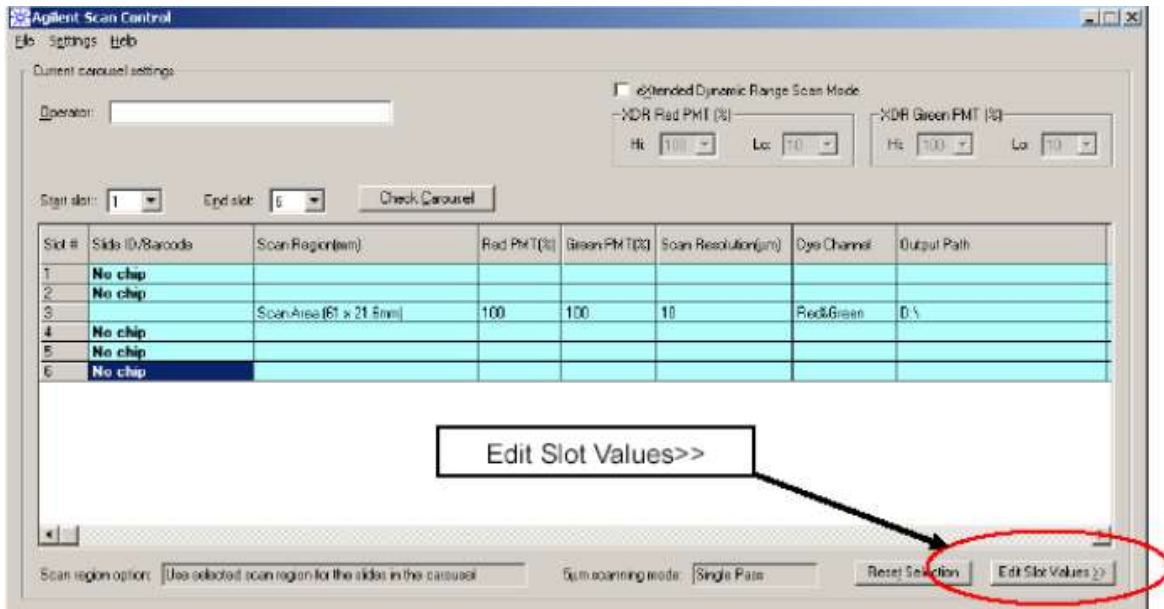 Agilent Scan Control
File Settings Help
Current carousel settings
Operator:
eXtended Dynamic Range Scan Mode
XDR Red PMT (%) XDR Green PMT (%)
Hi: 100 Lo: 10 Hi: 100 Lo: 10
Start slot: 1 End slot: 6 Check Carousel
Slot # Slide ID/Barcode Scan Region(mm) Red PMT(%) Green PMT(%) Scan Resolution(µm) Dye Channel Output Path
1 No chip
2 No chip
3 Scan Area (61 x 21.6mm) 100 100 10 Red&Green D:\
4 No chip
5 No chip
6 No chip
Edit Slot Values>>
Scan region option: Use selected scan region for the slides in the carousel 5µm scanning mode: Single Pass Reset Selection Edit Slot Values >>